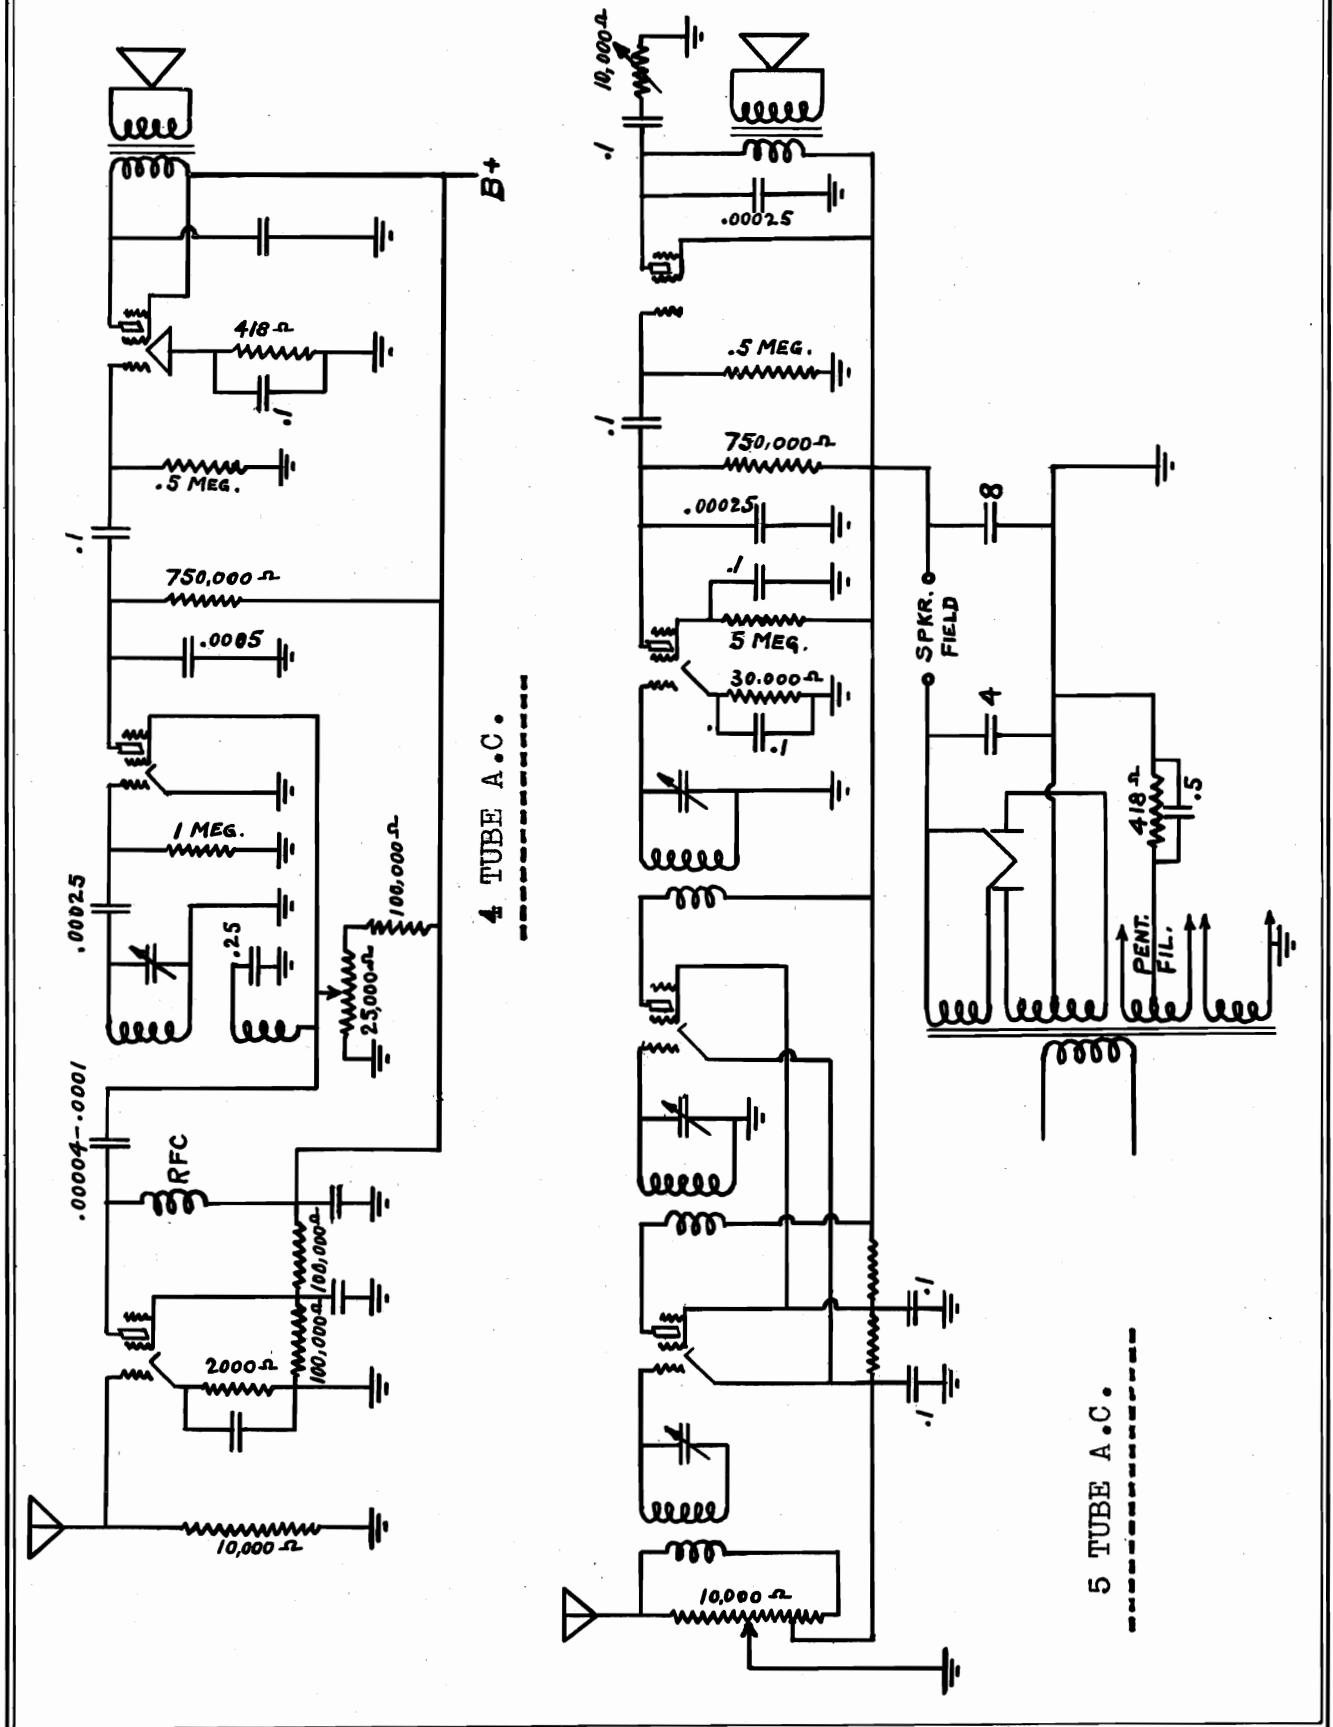 .00004-.0001
.00025
.1
10,000 Ω
2000 Ω
100,000 Ω
100,000 Ω
RFC
25,000 Ω
.25
100,000 Ω
1 MEG.
.0085
750,000 Ω
.5 MEG.
.1
418 Ω
B+
4 TUBE A.C.
10,000 Ω
.1
.1
30.000 Ω
.1
5 MEG.
.1
.00025
750,000 Ω
.1
.5 MEG.
.00025
.1
10,000 Ω
SPKR.
FIELD
4
8
418 Ω
.5
PENT.
FIL.
5 TUBE A.C.